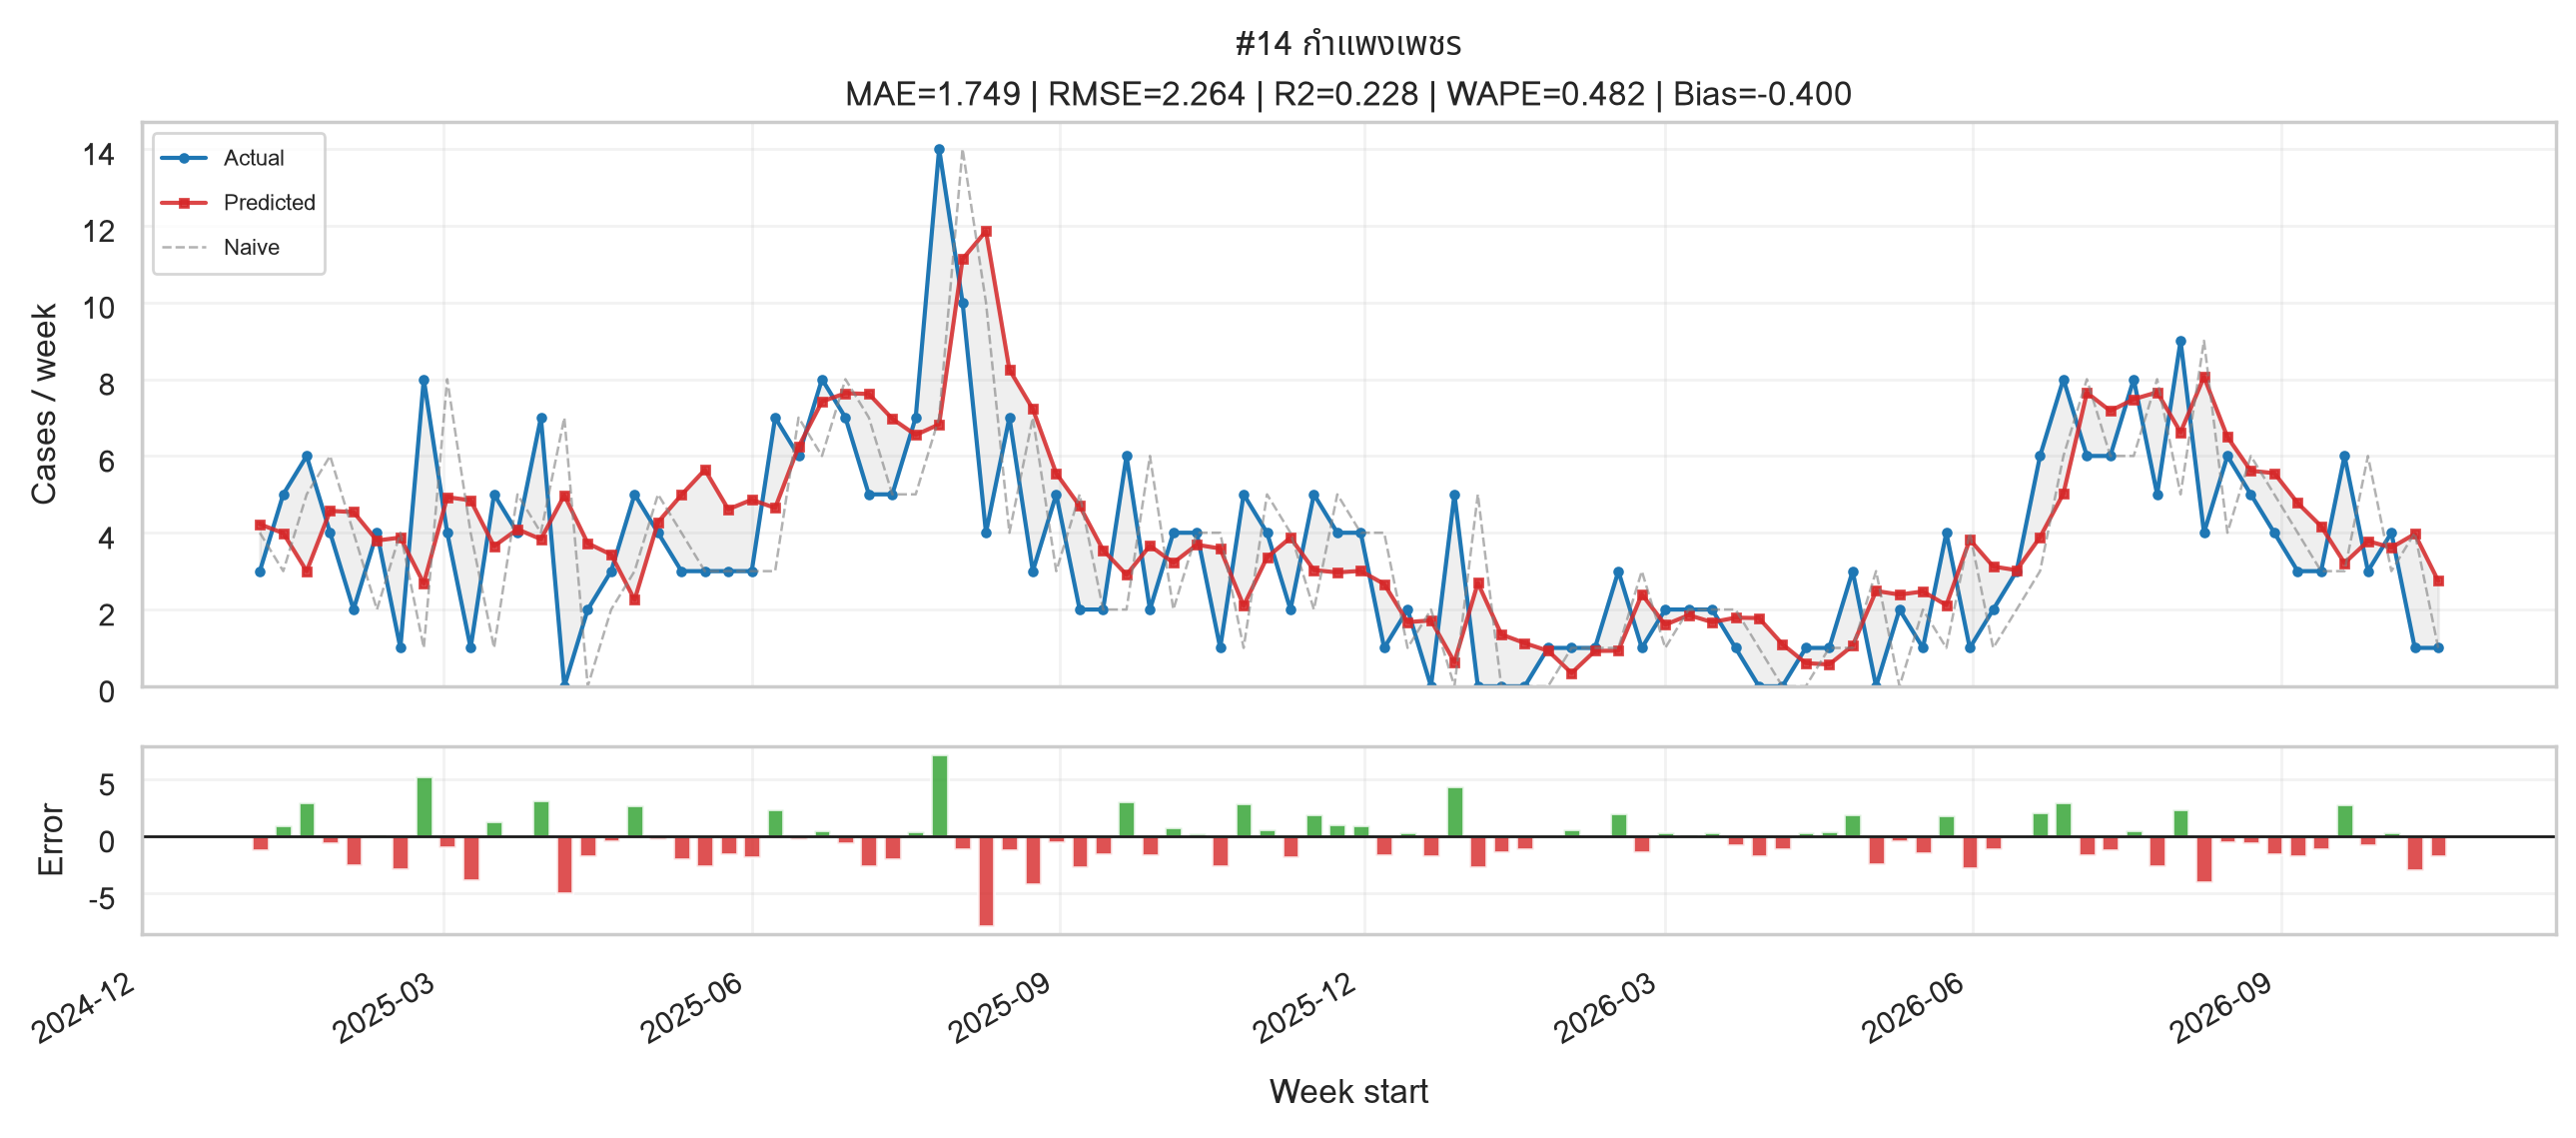 #14 กำแพงเพชร
MAE=1.749 | RMSE=2.264 | R2=0.228 | WAPE=0.482 | Bias=-0.400
Actual
Predicted
Naive
Cases / week
14
12
10
8
6
4
2
0
Error
5
0
-5
2024-12
2025-03
2025-06
2025-09
2025-12
2026-03
2026-06
2026-09
Week start